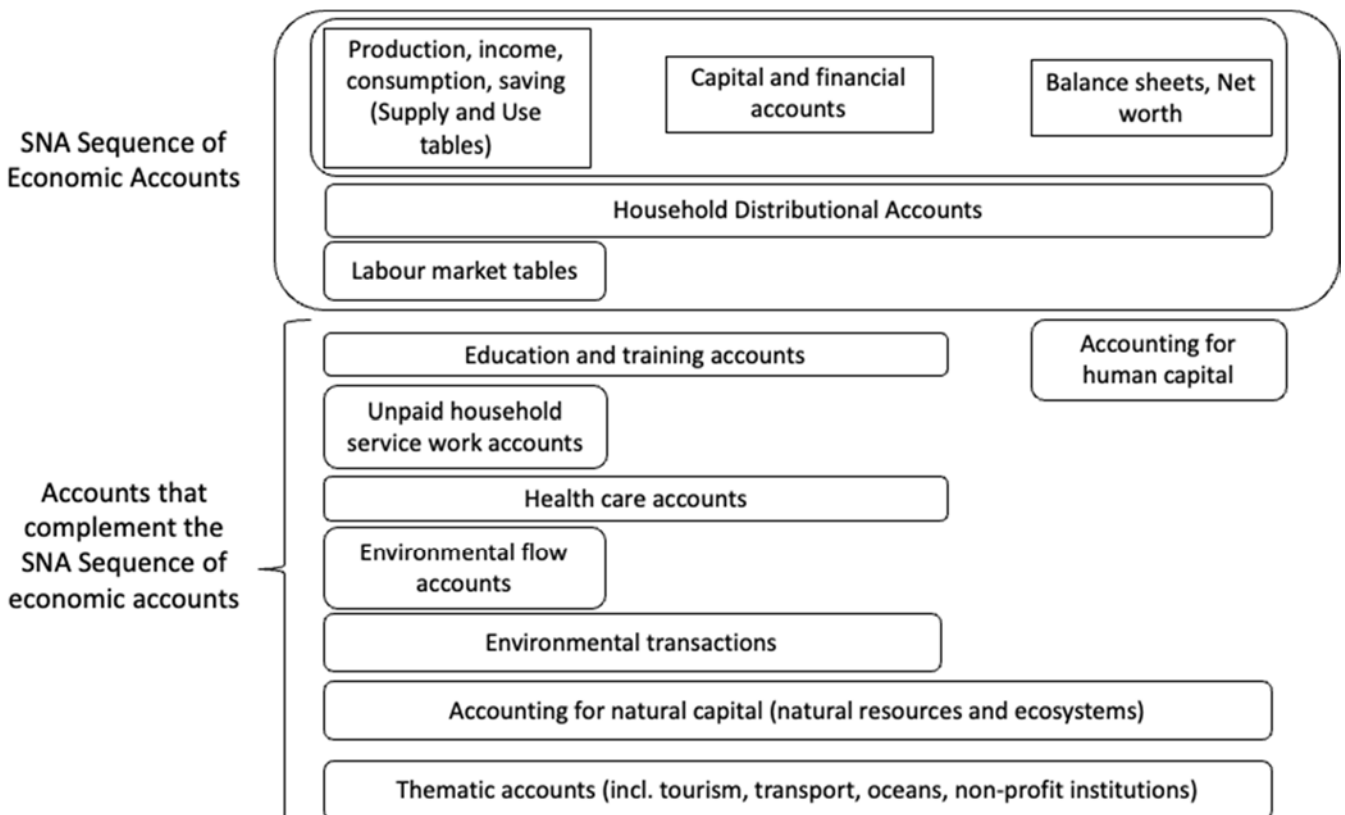 Production, income,
consumption, saving
(Supply and Use
tables)
Capital and financial
accounts
Balance sheets, Net
worth
SNA Sequence of
Economic Accounts
Household Distributional Accounts
Labour market tables
Education and training accounts
Accounting for
human capital
Unpaid household
service work accounts
Health care accounts
Accounts that
complement the
SNA Sequence of
economic accounts
Environmental flow
accounts
Environmental transactions
Accounting for natural capital (natural resources and ecosystems)
Thematic accounts (incl. tourism, transport, oceans, non-profit institutions)